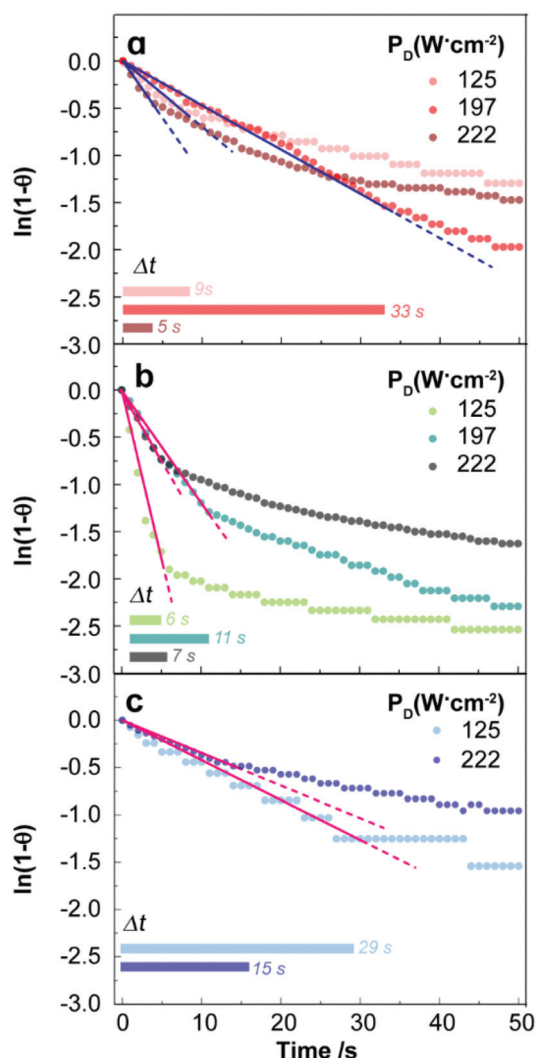 a
P_D(W·cm⁻²)
125
197
222
0.0
-0.5
-1.0
-1.5
-2.0
-2.5
-3.0
ln(1-θ)
Δt
9s
33 s
5 s
b
P_D(W·cm⁻²)
125
197
222
0.0
-0.5
-1.0
-1.5
-2.0
-2.5
-3.0
ln(1-θ)
Δt
6 s
11 s
7 s
c
P_D(W·cm⁻²)
125
222
0.0
-0.5
-1.0
-1.5
-2.0
-2.5
-3.0
ln(1-θ)
Δt
29 s
15 s
0 10 20 30 40 50
Time /s